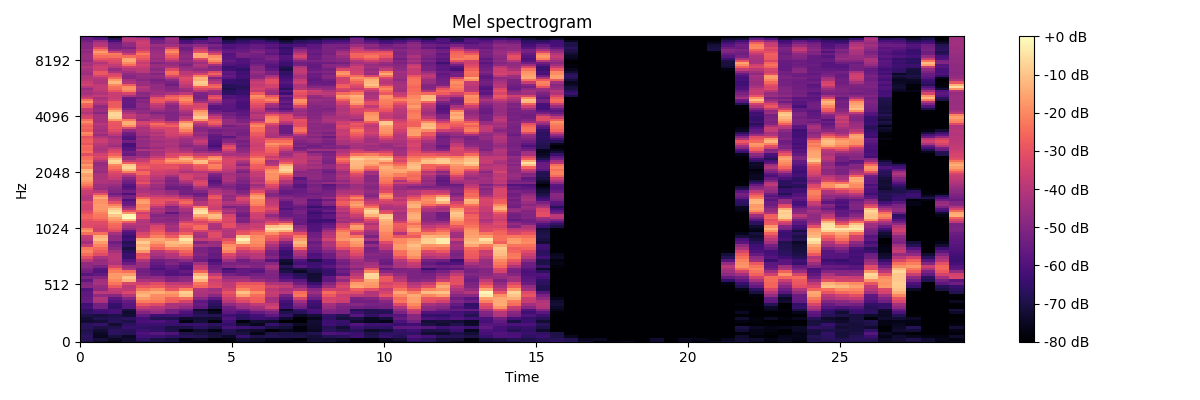 Mel spectrogram
Hz
8192
4096
2048
1024
512
0
0 5 10 15 20 25
Time
+0 dB
-10 dB
-20 dB
-30 dB
-40 dB
-50 dB
-60 dB
-70 dB
-80 dB